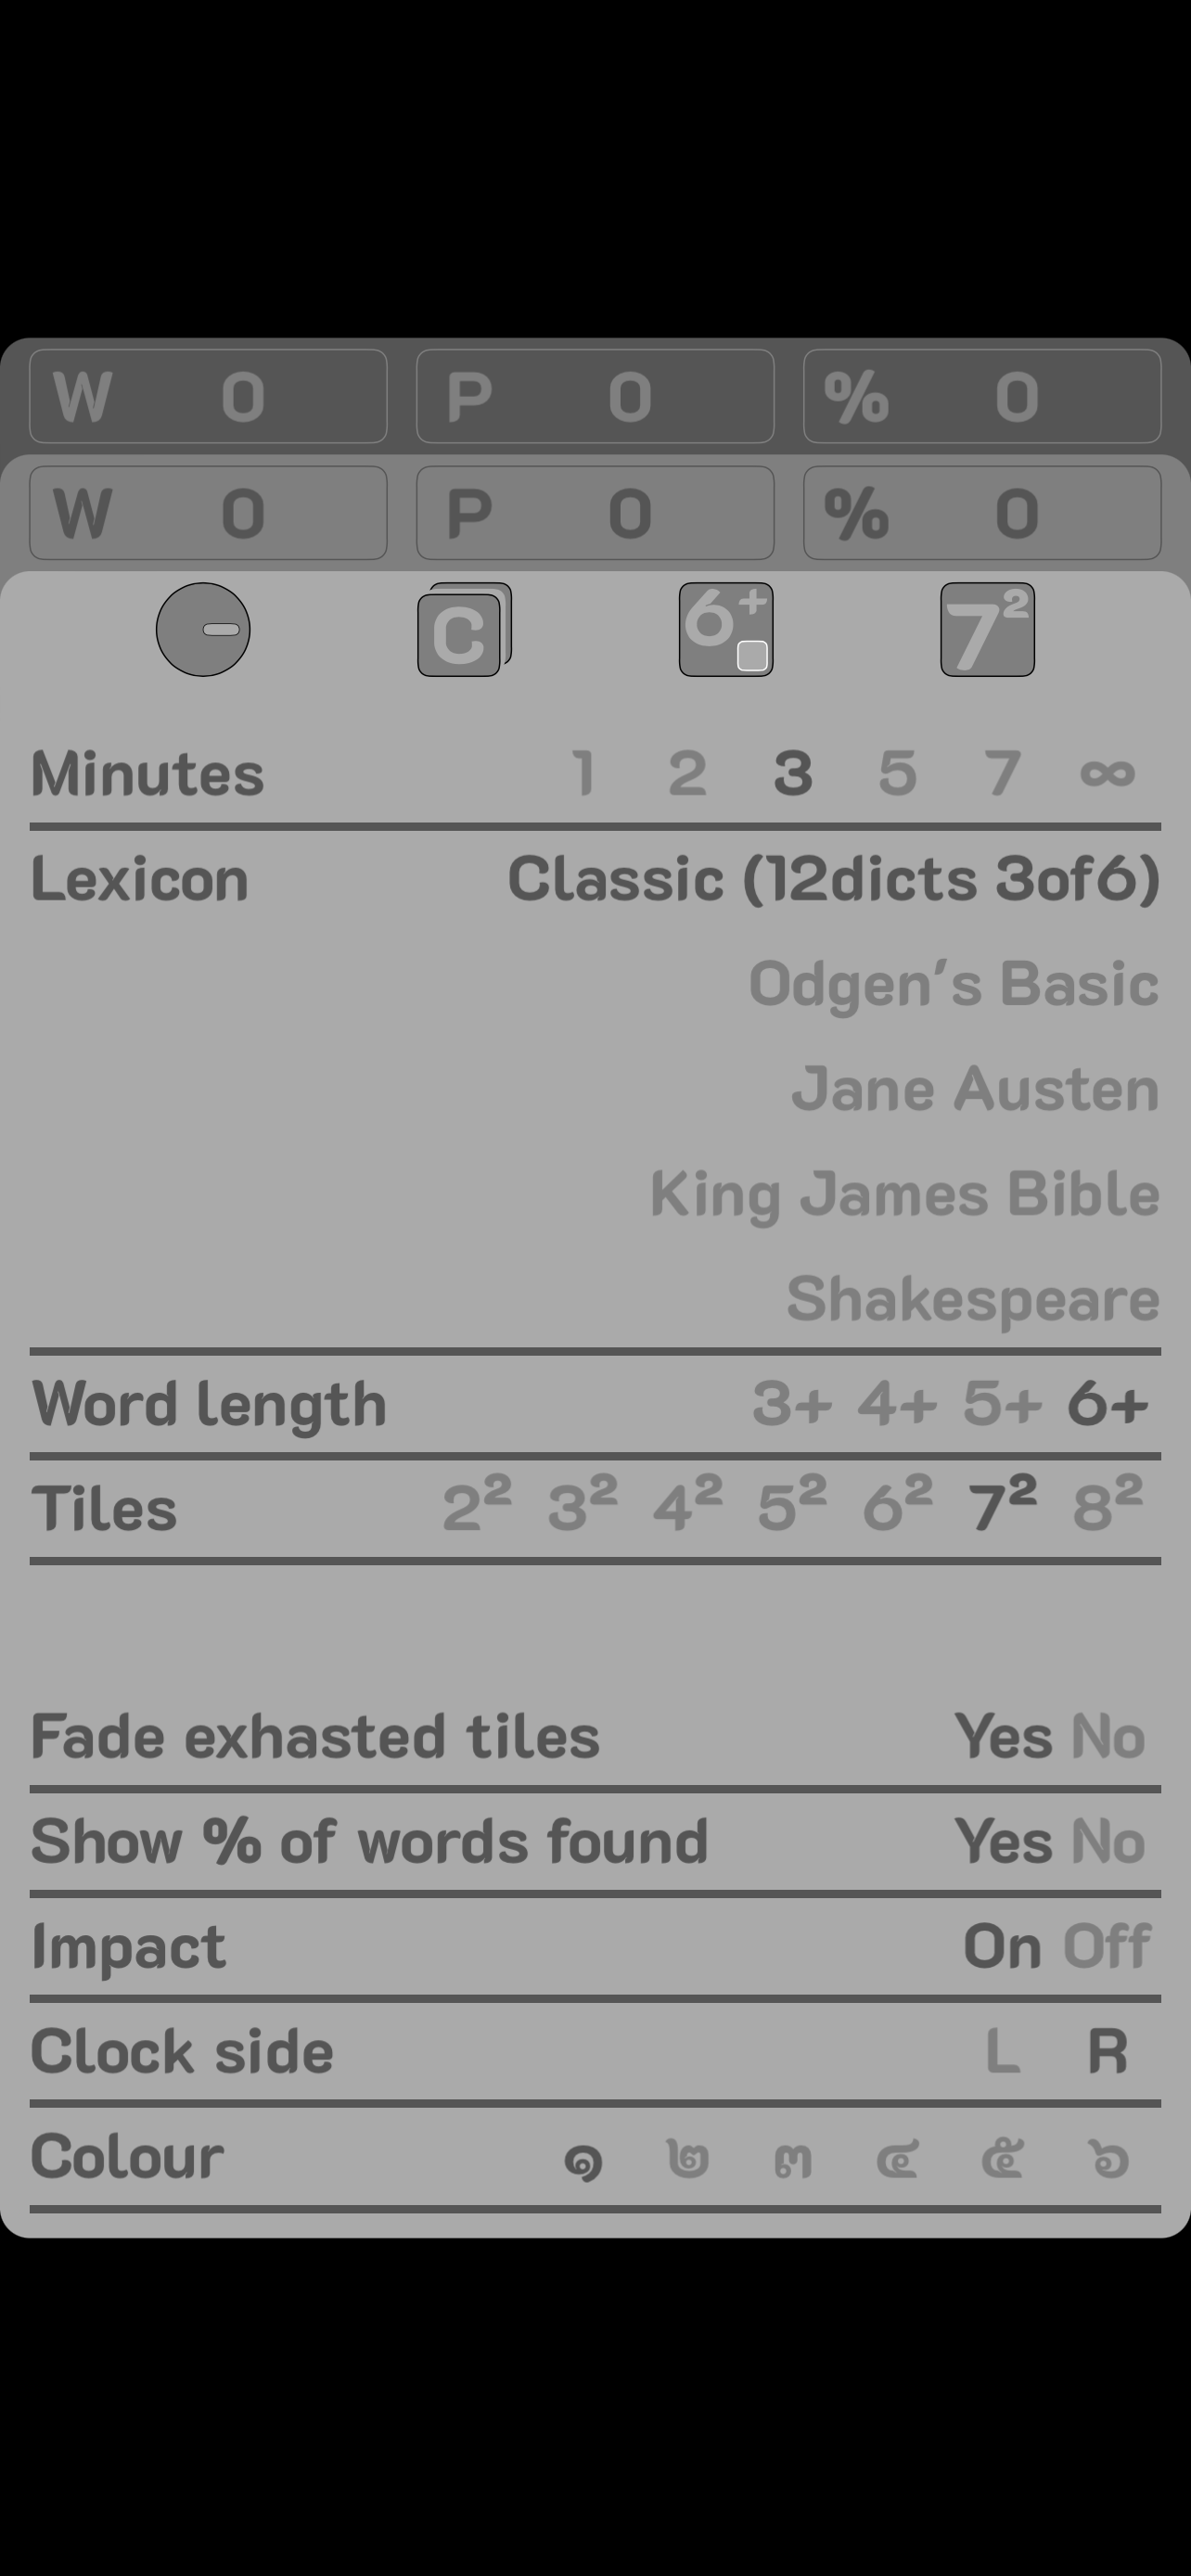 W 0 P 0 % 0
W 0 P 0 % 0
C 6+ 7²
Minutes 1 2 3 5 7 ∞
Lexicon Classic (12dicts 3of6)
Odgen’s Basic
Jane Austen
King James Bible
Shakespeare
Word length 3+ 4+ 5+ 6+
Tiles 2² 3² 4² 5² 6² 7² 8²
Fade exhasted tiles Yes No
Show % of words found Yes No
Impact On Off
Clock side L R
Colour ๑ ๒ ๓ ๔ ๕ ๖